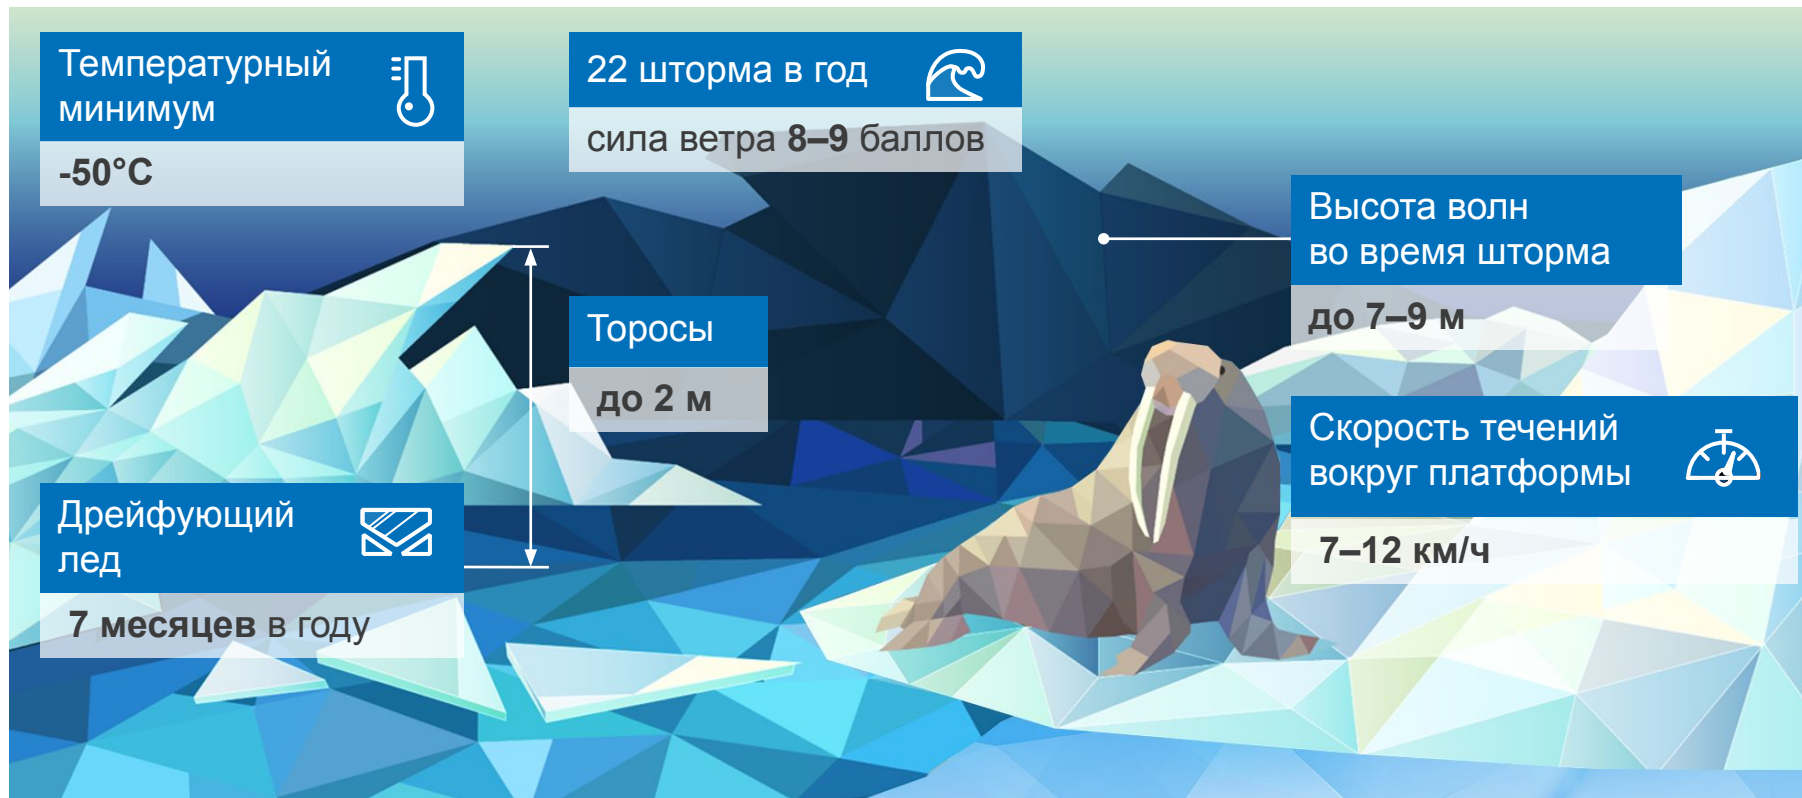 Температурный
минимум
-50°C
22 шторма в год
сила ветра 8–9 баллов
Высота волн
во время шторма
до 7–9 м
Торосы
до 2 м
Скорость течений
вокруг платформы
7–12 км/ч
Дрейфующий
лед
7 месяцев в году